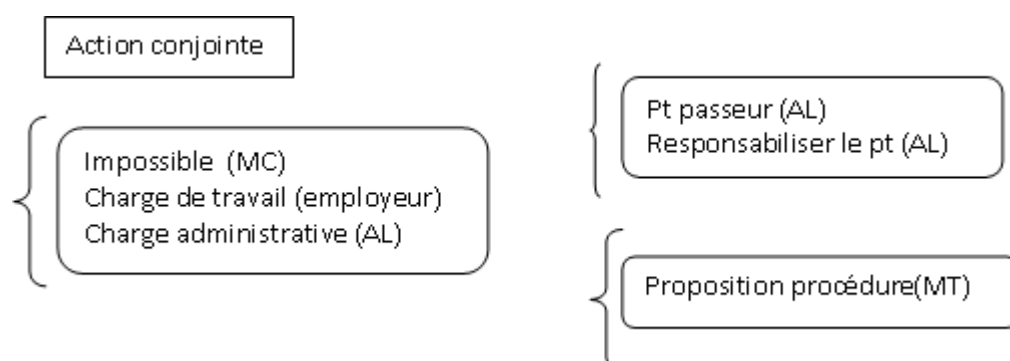 Action conjointe
Impossible (MC)
Charge de travail (employeur)
Charge administrative (AL)
Pt passeur (AL)
Responsabiliser le pt (AL)
Proposition procédure(MT)